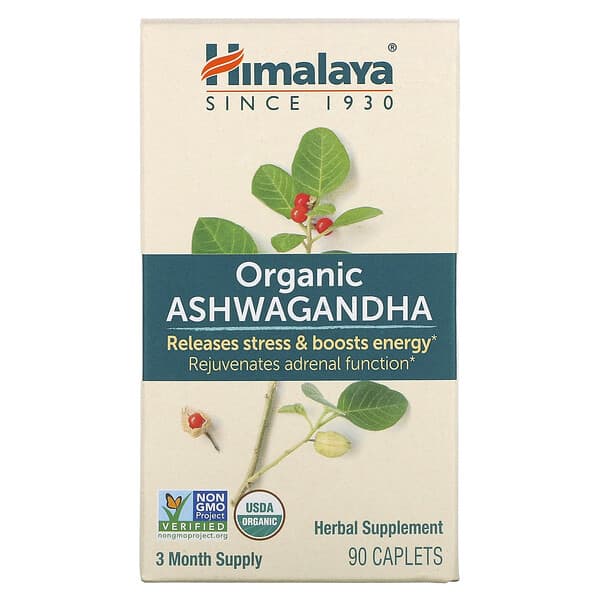 Himalaya®
SINCE 1930
Organic
ASHWAGANDHA
Releases stress & boosts energy*
Rejuvenates adrenal function*
NON
GMO
Project
VERIFIED
nongmoproject.org
USDA
ORGANIC
Herbal Supplement
3 Month Supply
90 CAPLETS